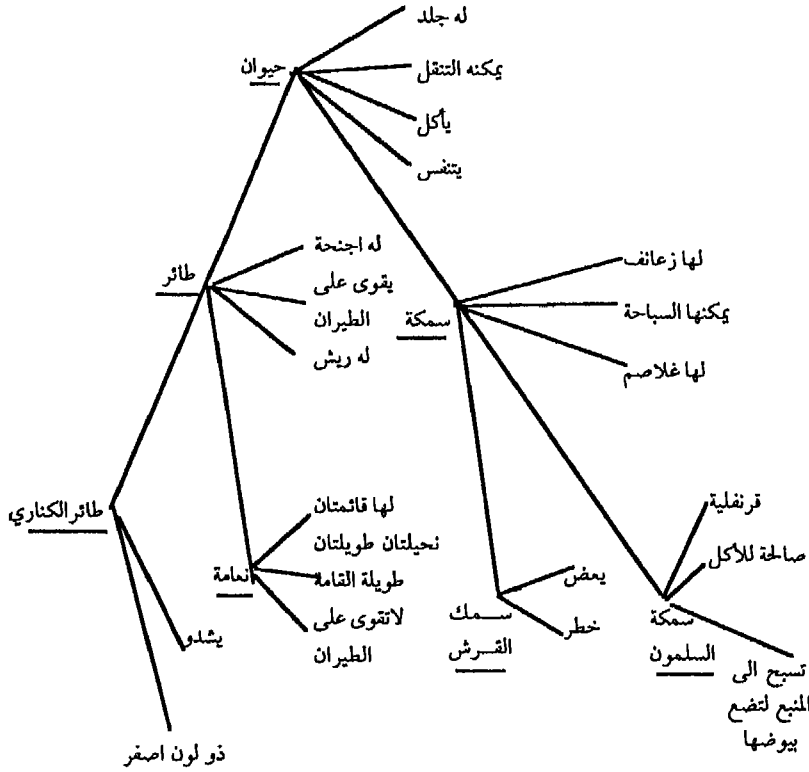 له جلد
حيوان
يمكنه التنقل
يأكل
يتنفس
طائر
له اجنحة
يقوى على
الطيران
له ريش
سمكة
لها زعانف
يمكنها السباحة
لها غلاصم
طائر الكناري
يشدو
ذو لون اصفر
نعامة
لها قائمتان
نحيلتان طويلتان
طويلة القامة
لاتقوى على
الطيران
سمك
القرش
يعض
خطر
سمكة
السلمون
قرنفلية
صالحة للأكل
تسبح الى
المنبع لتضع
بيوضها